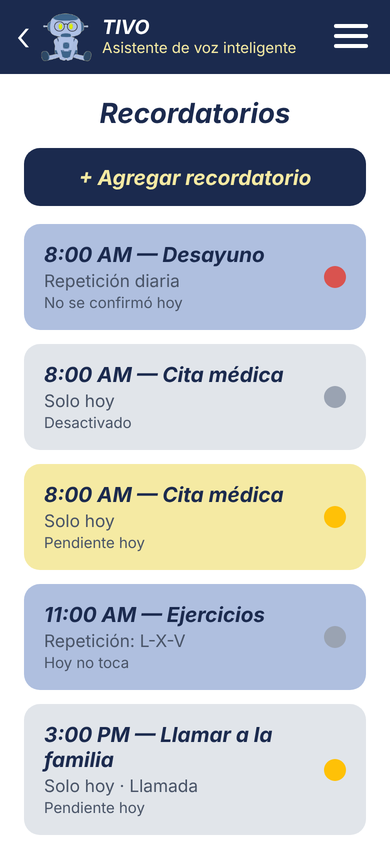 TIVO
Asistente de voz inteligente
Recordatorios
+ Agregar recordatorio
8:00 AM — Desayuno
Repetición diaria
No se confirmó hoy
8:00 AM — Cita médica
Solo hoy
Desactivado
8:00 AM — Cita médica
Solo hoy
Pendiente hoy
11:00 AM — Ejercicios
Repetición: L-X-V
Hoy no toca
3:00 PM — Llamar a la
familia
Solo hoy · Llamada
Pendiente hoy